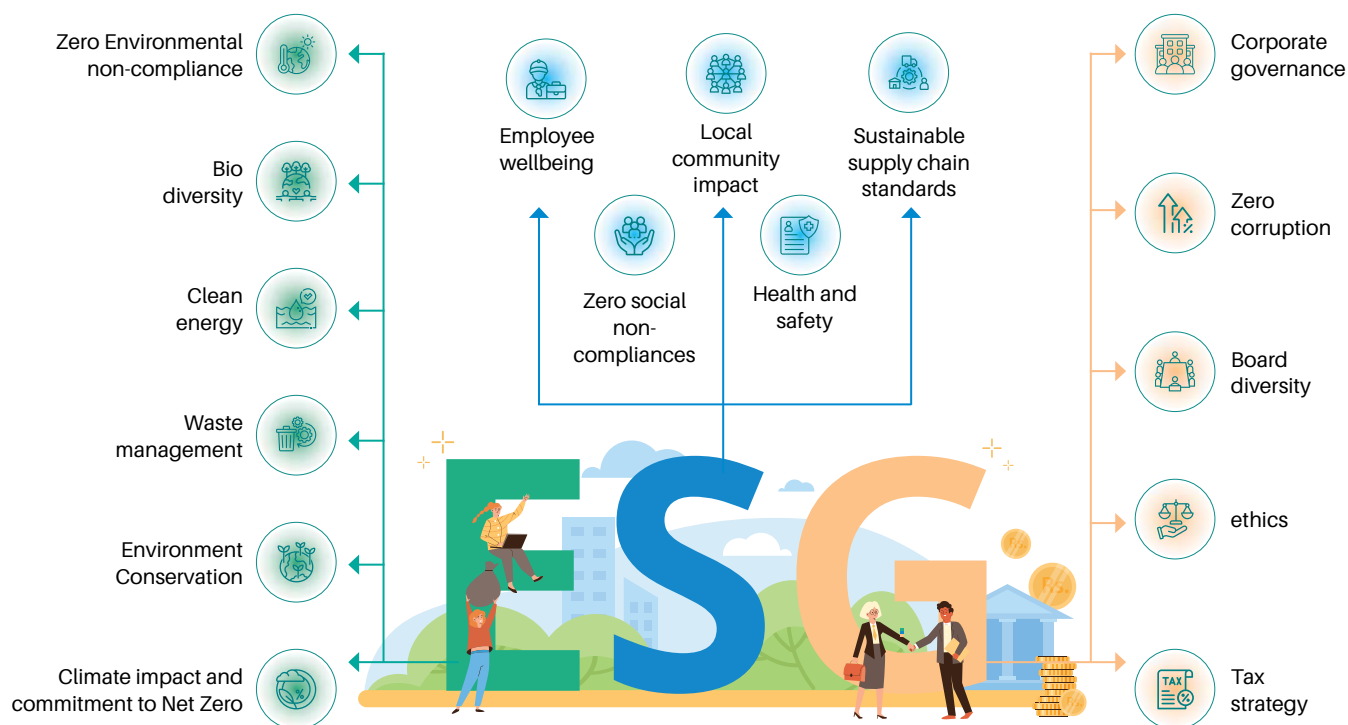 Zero Environmental
non-compliance
Bio
diversity
Clean
energy
Waste
management
Environment
Conservation
Climate impact and
commitment to Net Zero
Employee
wellbeing
Local
community
impact
Sustainable
supply chain
standards
Zero social
non-
compliances
Health and
safety
Corporate
governance
Zero
corruption
Board
diversity
ethics
TAX
Tax
strategy
ESG
Rs.
Rs.